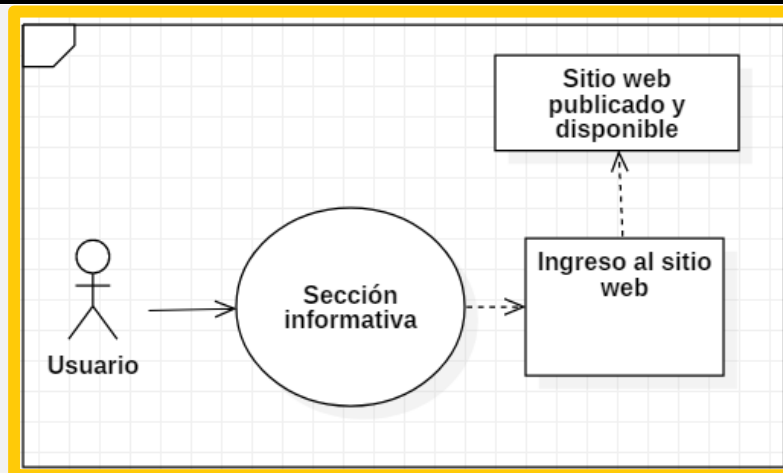 Sitio web
publicado y
disponible
Ingreso al sitio
web
Sección
informativa
Usuario